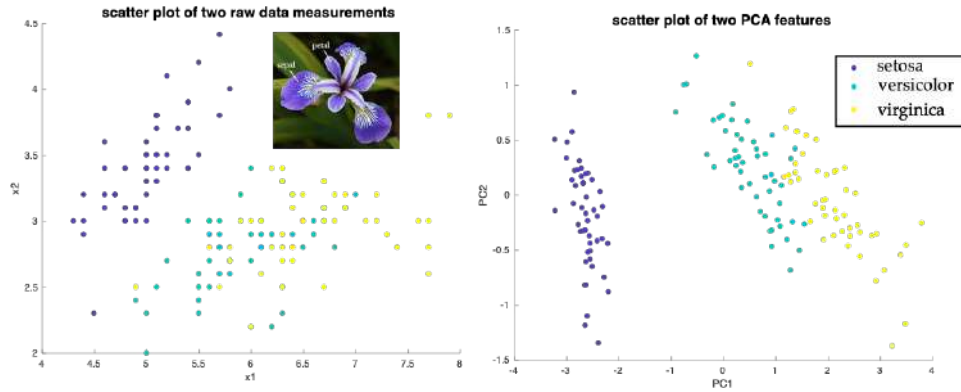 scatter plot of two raw data measurements
4.5
4
3.5
3
2.5
2
x2
4
4.5
5
5.5
6
6.5
7
7.5
8
x1
sepal
petal
scatter plot of two PCA features
1.5
1
0.5
0
-0.5
-1
-1.5
PC2
-4
-3
-2
-1
0
1
2
3
4
PC1
setosa
versicolor
virginica